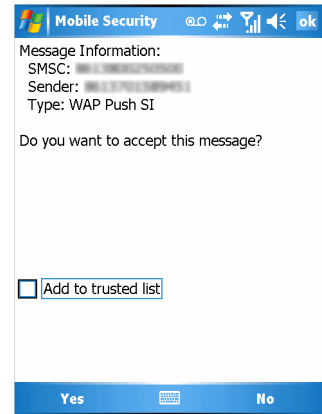 Mobile Security
ok
Message Information:
SMSC:
Sender:
Type: WAP Push SI
Do you want to accept this message?
Add to trusted list
Yes
No